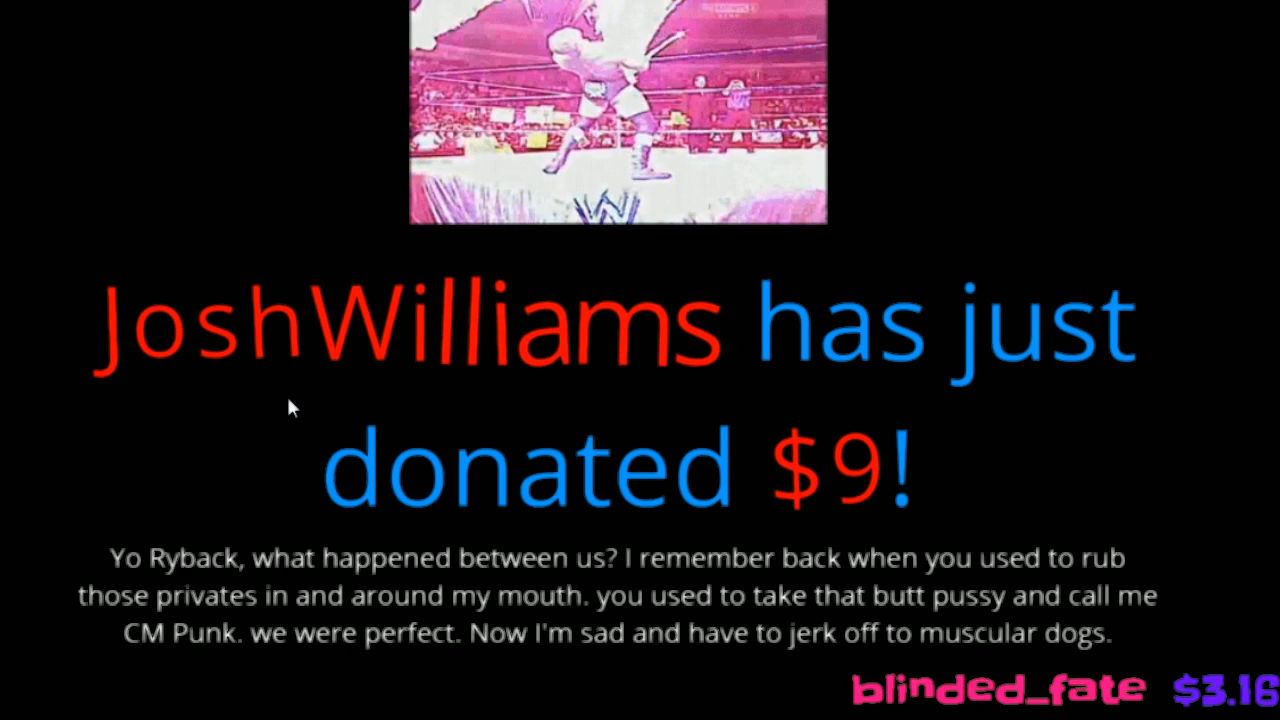 JoshWilliams has just
donated $9!
Yo Ryback, what happened between us? I remember back when you used to rub
those privates in and around my mouth. you used to take that butt pussy and call me
CM Punk. we were perfect. Now I'm sad and have to jerk off to muscular dogs.
blinded_fate $3.16